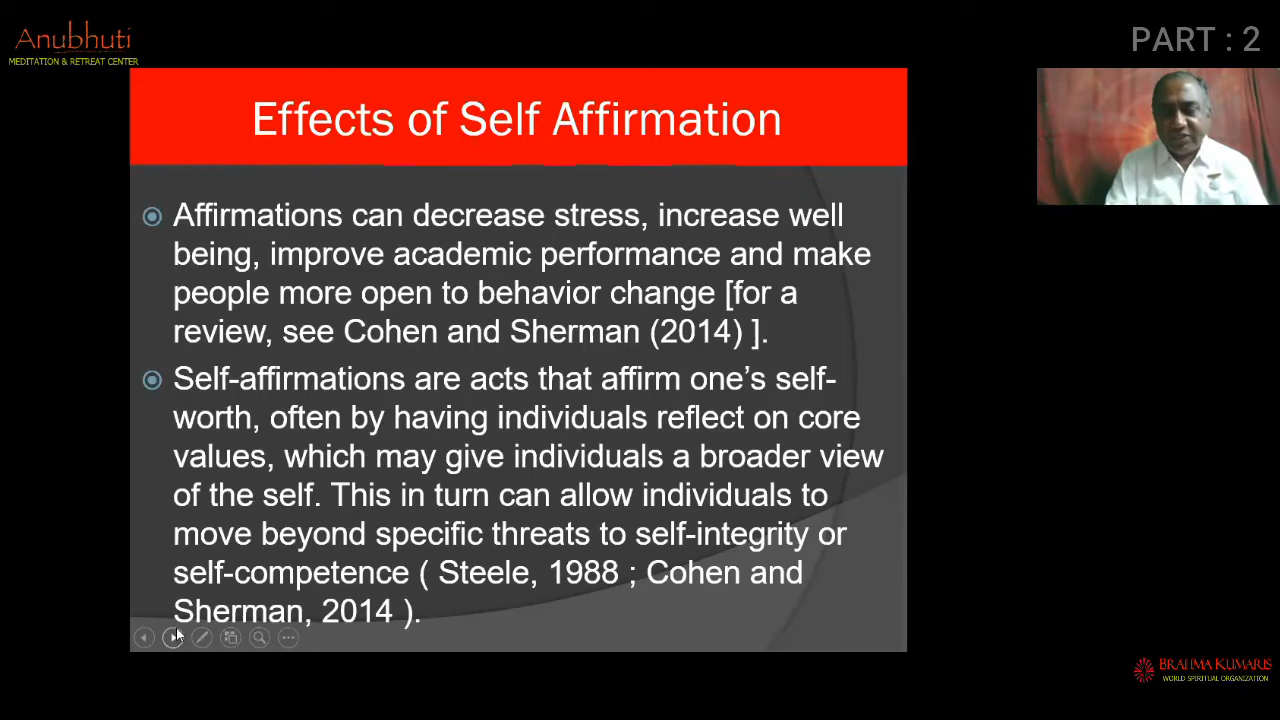 Anubhuti
MEDITATION & RETREAT CENTER
PART : 2
Effects of Self Affirmation
Affirmations can decrease stress, increase well
being, improve academic performance and make
people more open to behavior change [for a
review, see Cohen and Sherman (2014) ].
Self-affirmations are acts that affirm one’s self-
worth, often by having individuals reflect on core
values, which may give individuals a broader view
of the self. This in turn can allow individuals to
move beyond specific threats to self-integrity or
self-competence ( Steele, 1988 ; Cohen and
Sherman, 2014 ).
BRAHMA KUMARIS
WORLD SPIRITUAL ORGANIZATION